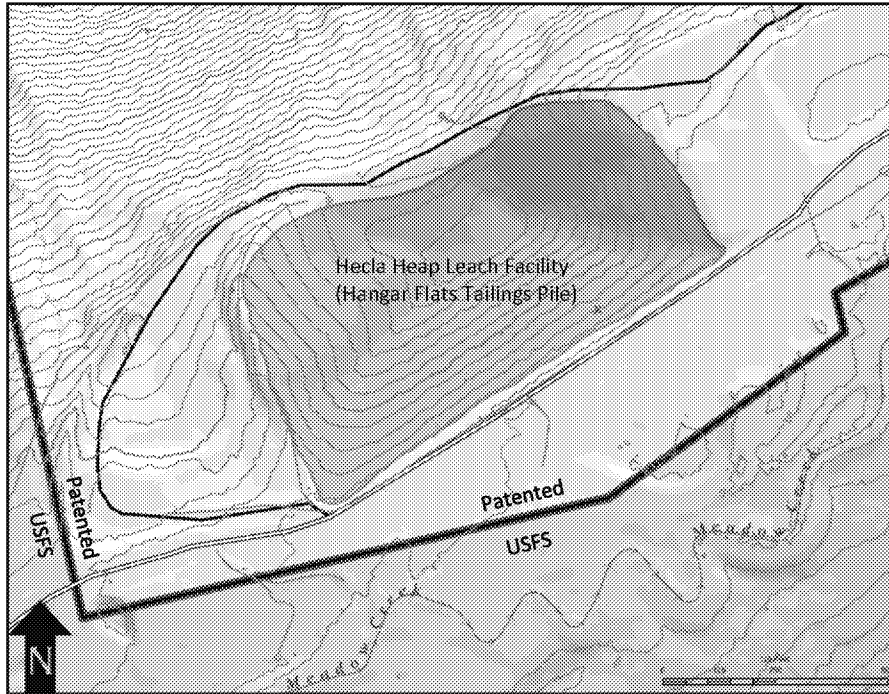 Hecla Heap Leach Facility
(Hangar Flats Tailings Pile)
Patented
USFS
Patented
USFS
Meadow Creek
Meadow Creek
N